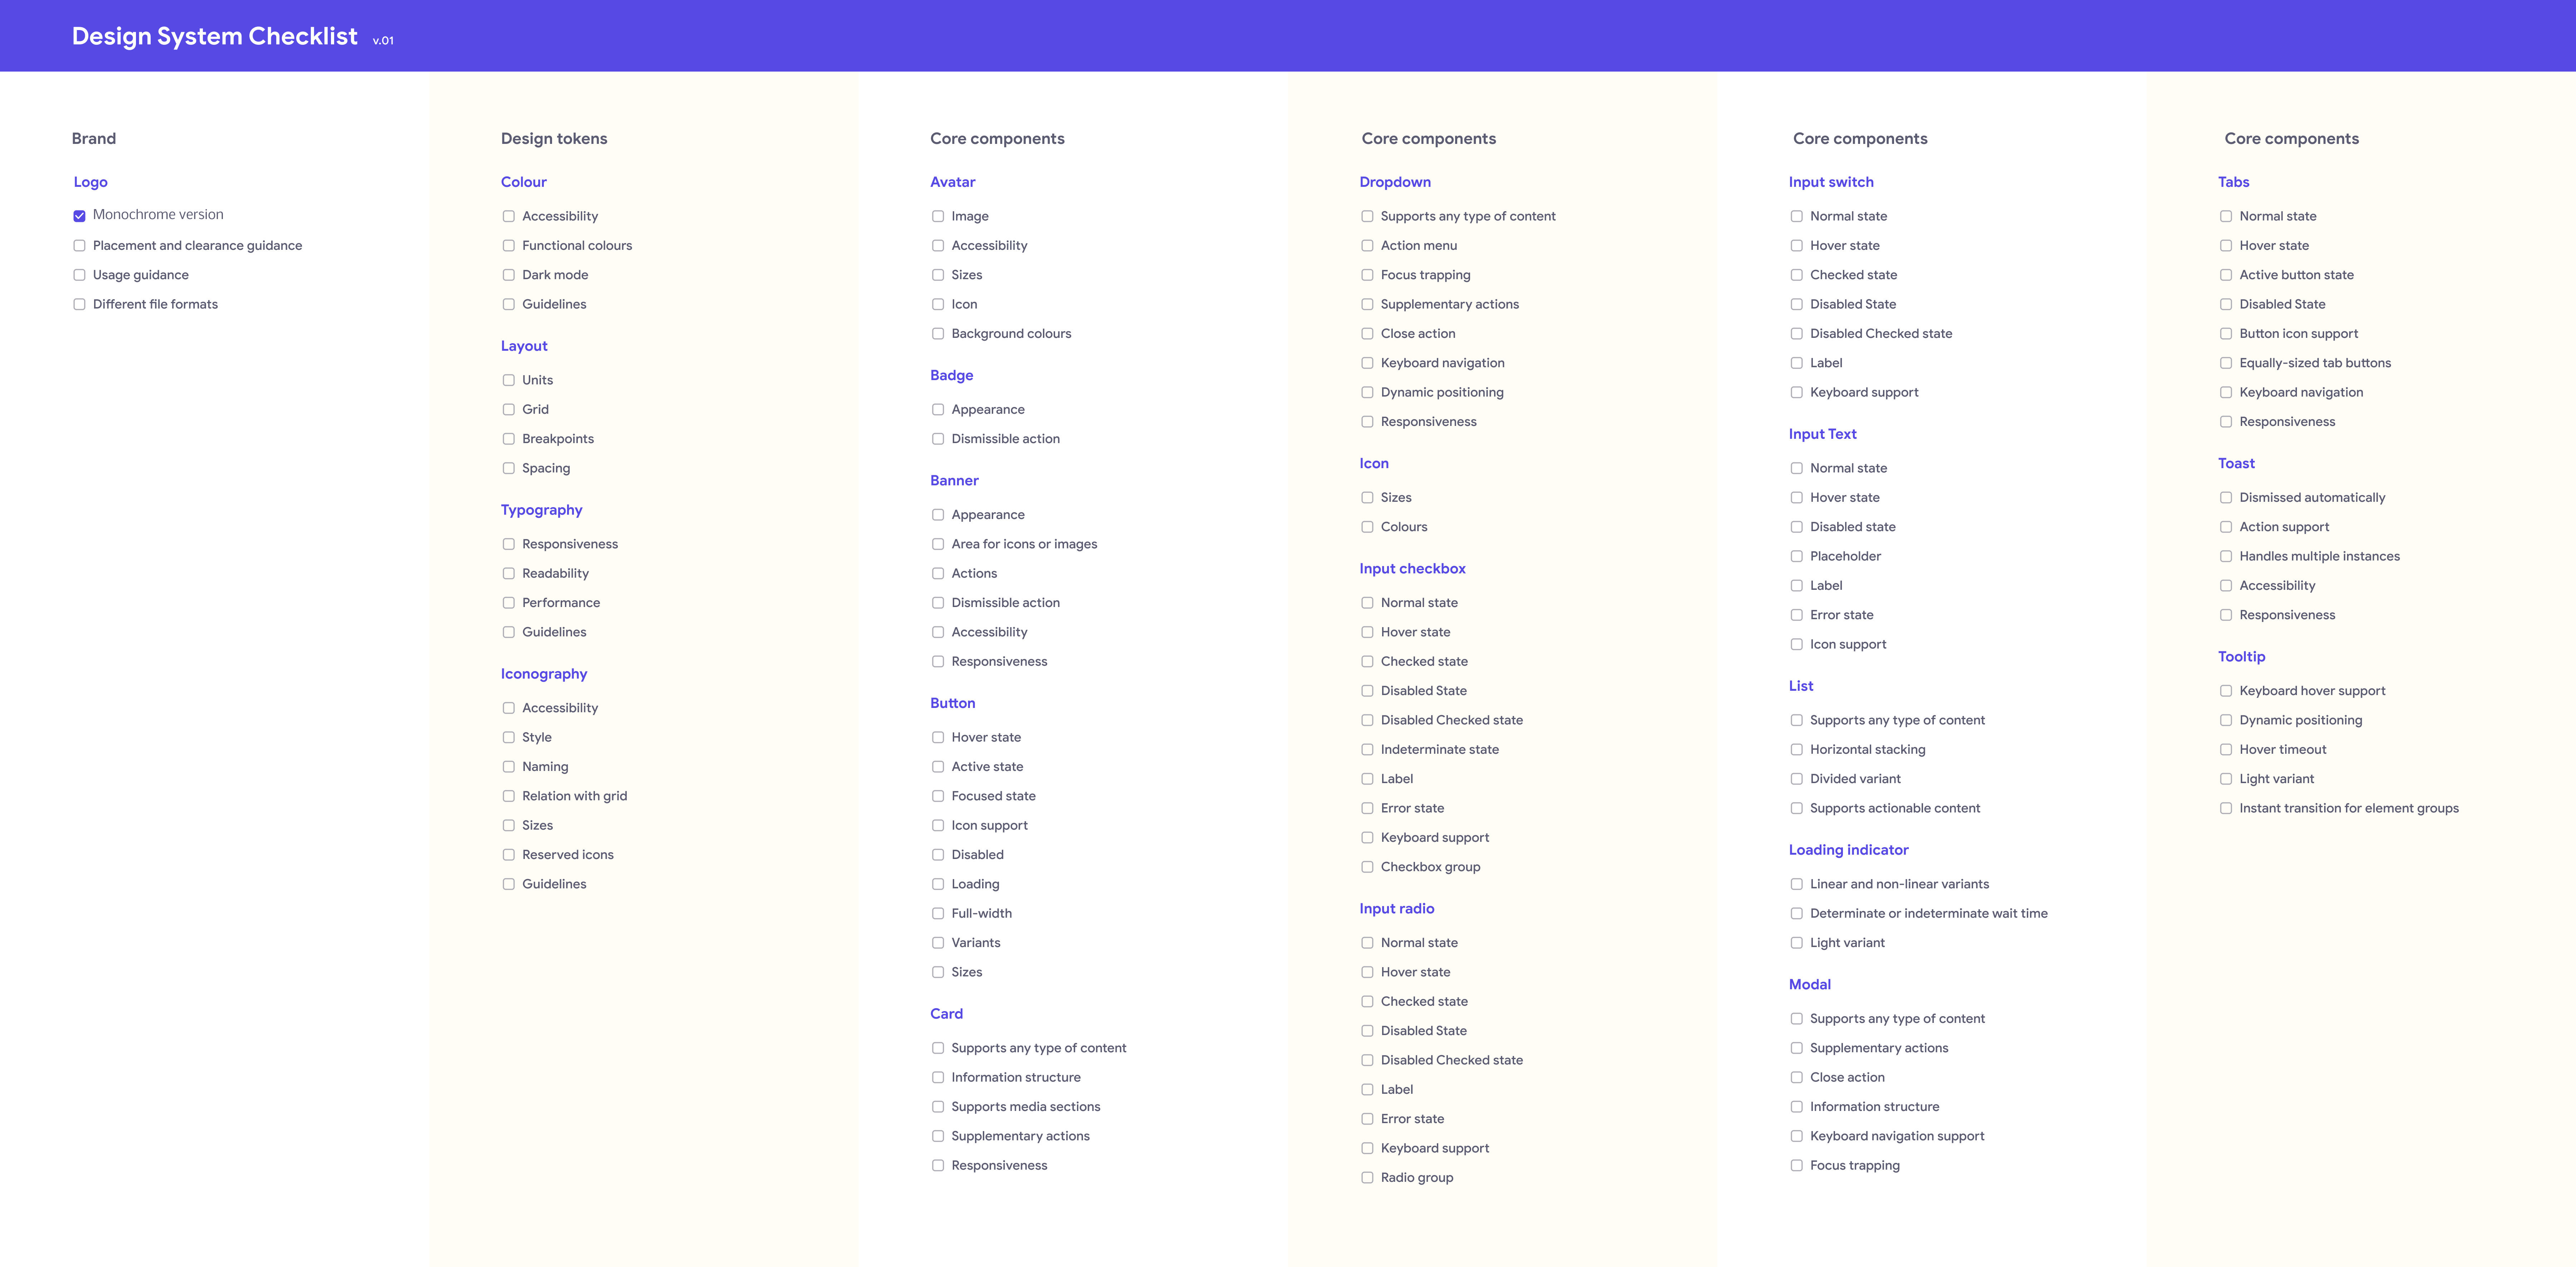 Design System Checklist v.01
Brand
Logo
Monochrome version
Placement and clearance guidance
Usage guidance
Different file formats
Design tokens
Colour
Accessibility
Functional colours
Dark mode
Guidelines
Layout
Units
Grid
Breakpoints
Spacing
Typography
Responsiveness
Readability
Performance
Guidelines
Iconography
Accessibility
Style
Naming
Relation with grid
Sizes
Reserved icons
Guidelines
Core components
Avatar
Image
Accessibility
Sizes
Icon
Background colours
Badge
Appearance
Dismissible action
Banner
Appearance
Area for icons or images
Actions
Dismissible action
Accessibility
Responsiveness
Button
Hover state
Active state
Focused state
Icon support
Disabled
Loading
Full-width
Variants
Sizes
Card
Supports any type of content
Information structure
Supports media sections
Supplementary actions
Responsiveness
Core components
Dropdown
Supports any type of content
Action menu
Focus trapping
Supplementary actions
Close action
Keyboard navigation
Dynamic positioning
Responsiveness
Icon
Sizes
Colours
Input checkbox
Normal state
Hover state
Checked state
Disabled State
Disabled Checked state
Indeterminate state
Label
Error state
Keyboard support
Checkbox group
Input radio
Normal state
Hover state
Checked state
Disabled State
Disabled Checked state
Label
Error state
Keyboard support
Radio group
Core components
Input switch
Normal state
Hover state
Checked state
Disabled State
Disabled Checked state
Label
Keyboard support
Input Text
Normal state
Hover state
Disabled state
Placeholder
Label
Error state
Icon support
List
Supports any type of content
Horizontal stacking
Divided variant
Supports actionable content
Loading indicator
Linear and non-linear variants
Determinate or indeterminate wait time
Light variant
Modal
Supports any type of content
Supplementary actions
Close action
Information structure
Keyboard navigation support
Focus trapping
Core components
Tabs
Normal state
Hover state
Active button state
Disabled State
Button icon support
Equally-sized tab buttons
Keyboard navigation
Responsiveness
Toast
Dismissed automatically
Action support
Handles multiple instances
Accessibility
Responsiveness
Tooltip
Keyboard hover support
Dynamic positioning
Hover timeout
Light variant
Instant transition for element groups